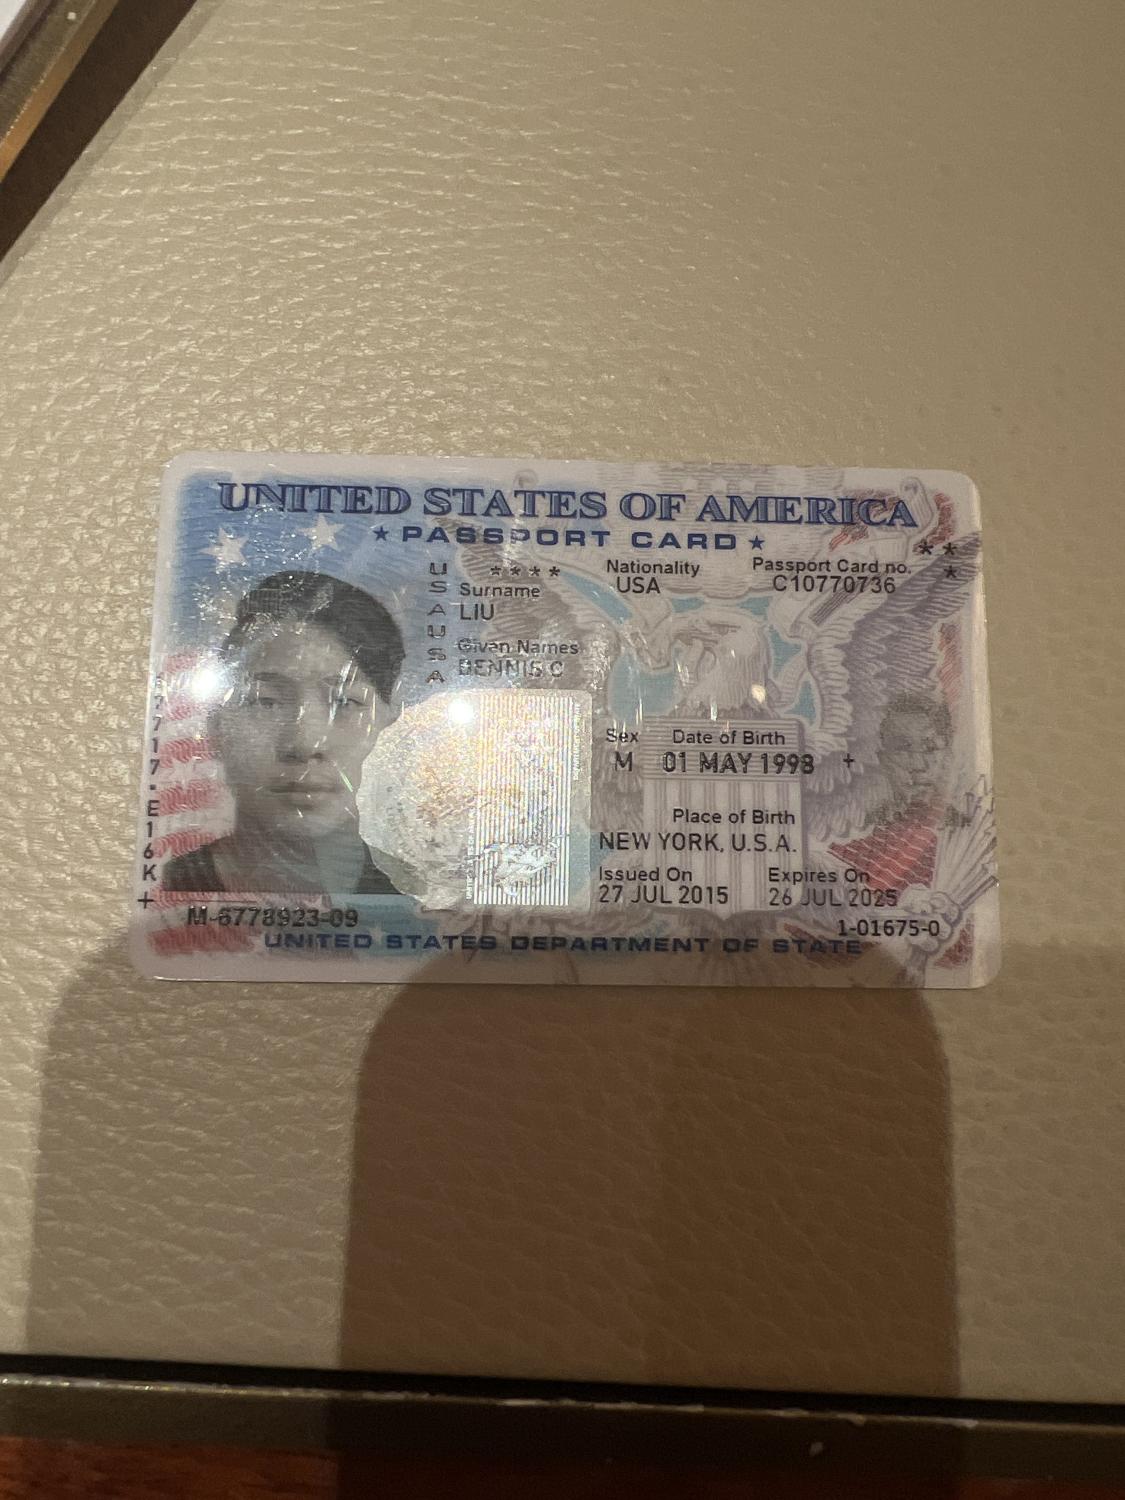 UNITED STATES OF AMERICA
★ PASSPORT CARD ★
USAUSA
Nationality
USA
Passport Card no.
C10770736
Surname
LIU
Given Names
DENNIS C
Sex
M
Date of Birth
01 MAY 1998
Place of Birth
NEW YORK, U.S.A.
Issued On
27 JUL 2015
Expires On
26 JUL 2025
M-6778923-09
1-01675-0
UNITED STATES DEPARTMENT OF STATE